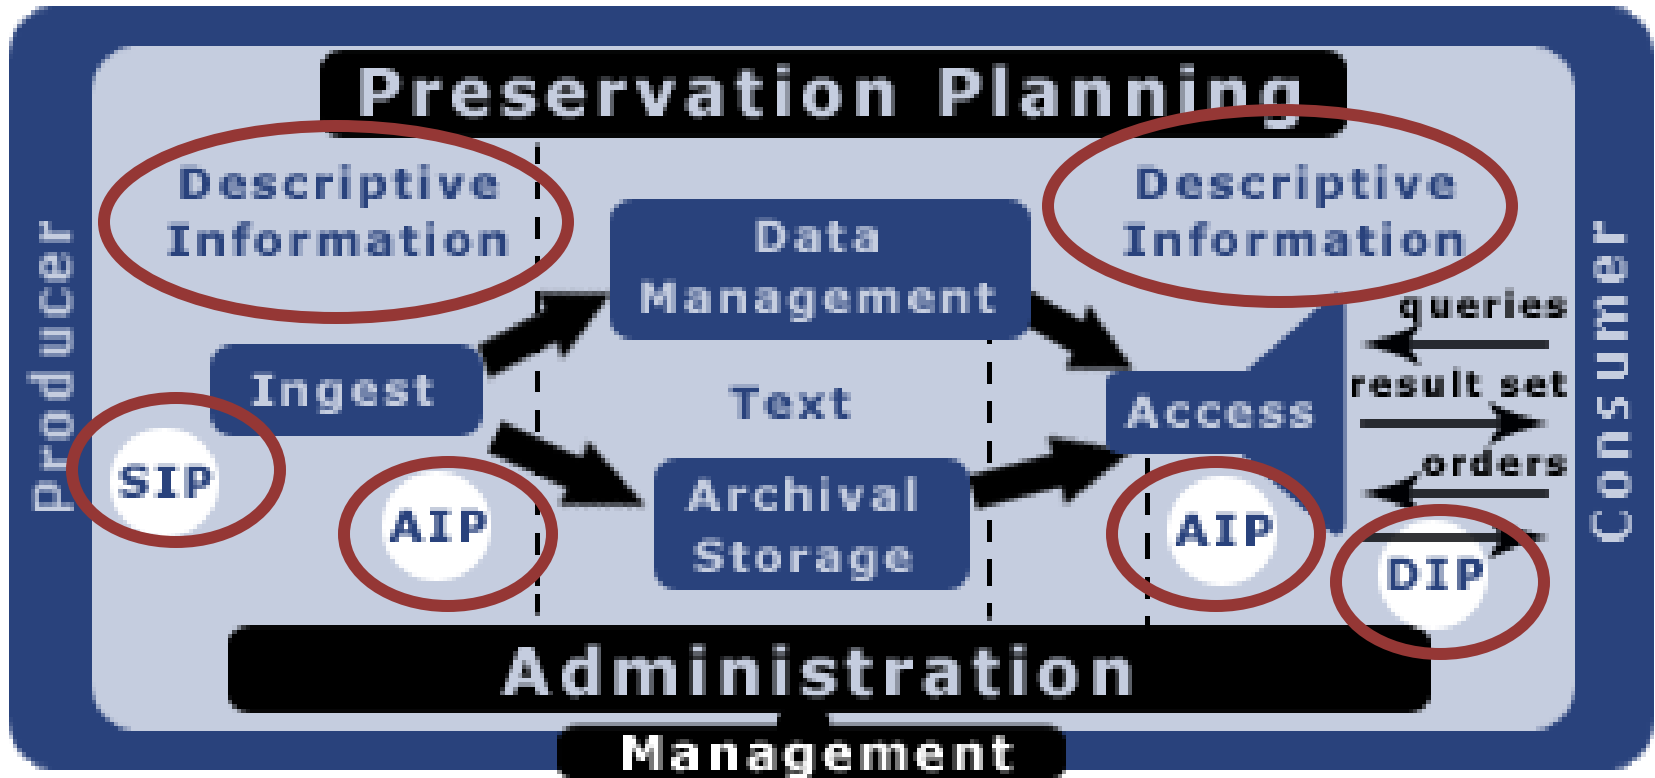 Preservation Planning
Descriptive
Information
Descriptive
Information
Data
Management
Producer
Consumer
queries
Ingest
Text
result set
Access
orders
SIP
AIP
Archival
Storage
AIP
DIP
Administration
Management